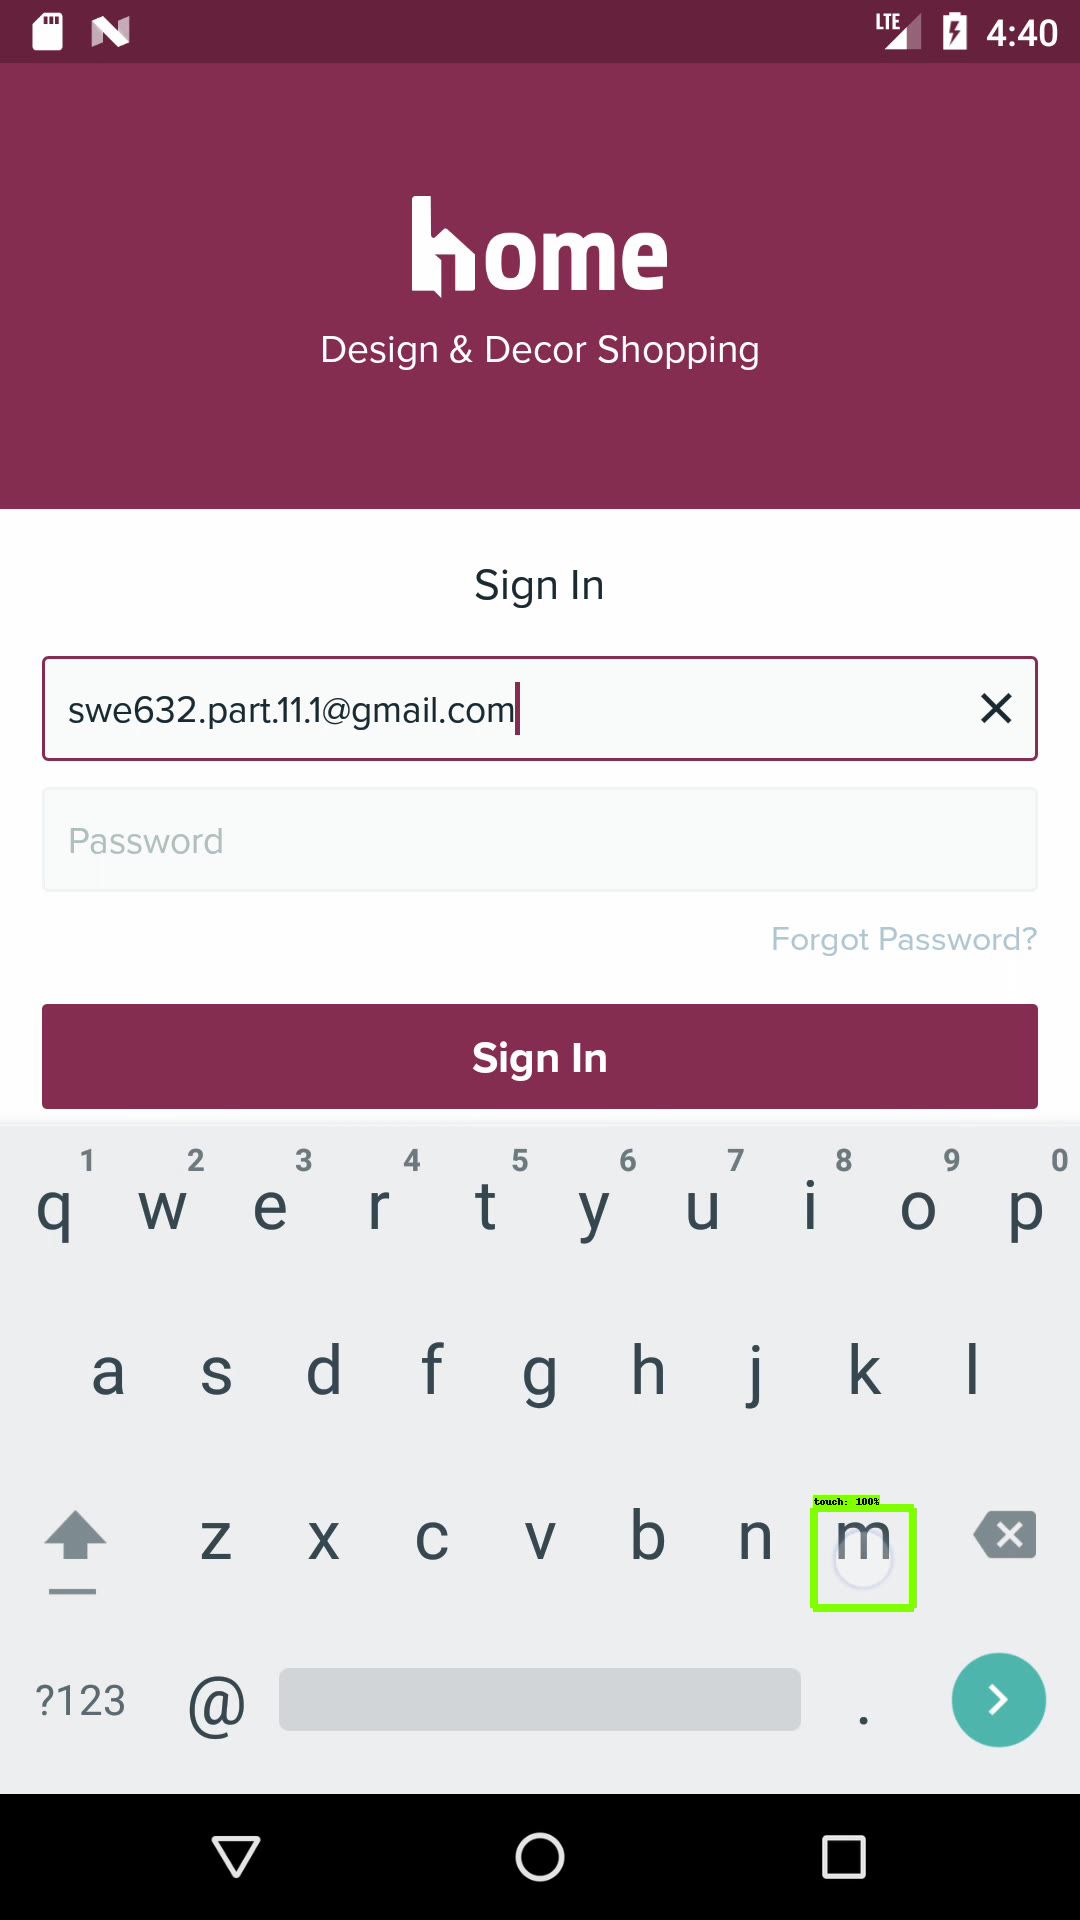 LTE 4:40
home
Design & Decor Shopping
Sign In
swe632.part.11.1@gmail.com
Password
Forgot Password?
Sign In
1 2 3 4 5 6 7 8 9 0
q w e r t y u i o p
a s d f g h j k l
touch: 100%
z x c v b n m
?123 @ .